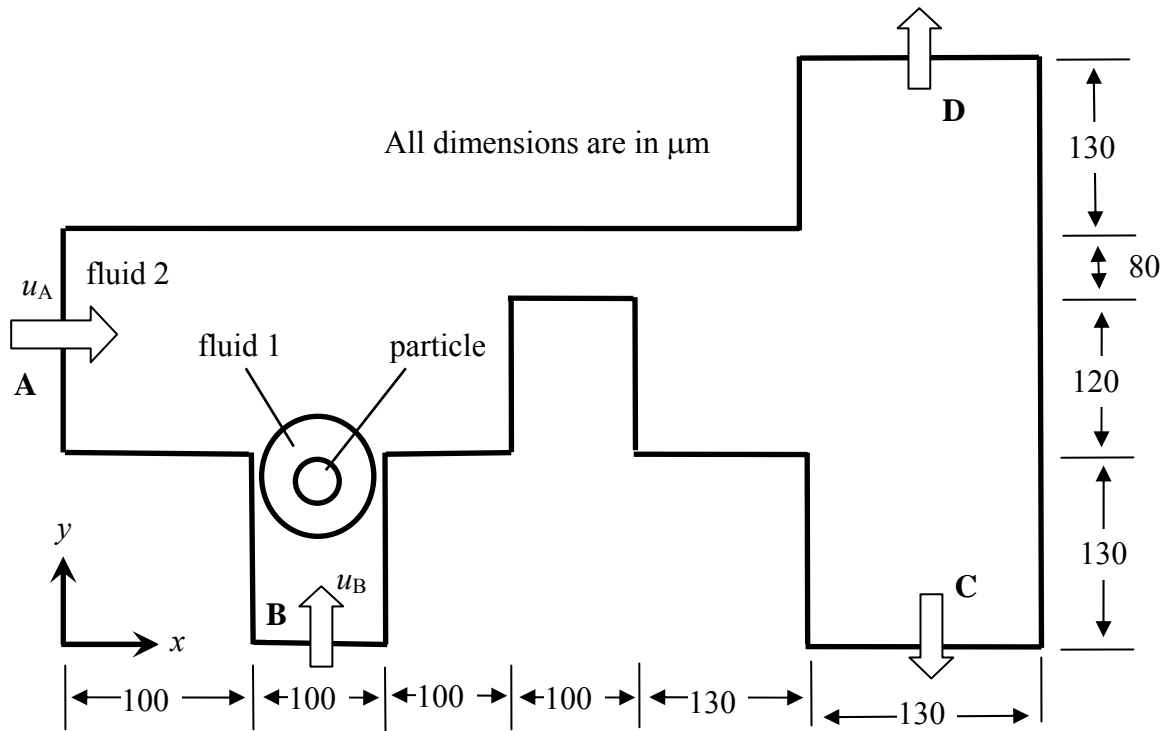 D
All dimensions are in μm
130
fluid 2
80
u_A
fluid 1
particle
A
120
y
130
u_B
C
B
x
100
100
100
100
130
130